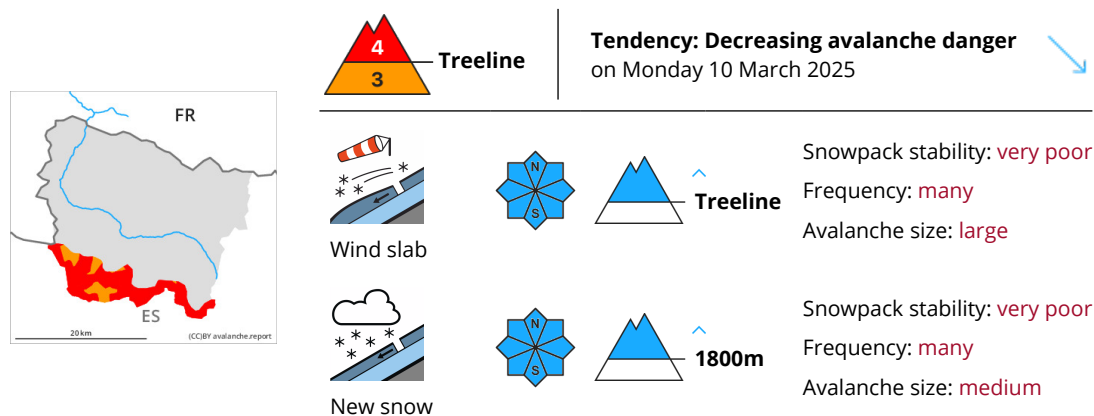 FR
ES
20 km
(CC)BY avalanche.report
4
3
Treeline
Tendency: Decreasing avalanche danger
on Monday 10 March 2025
Wind slab
N
S
Treeline
Snowpack stability: very poor
Frequency: many
Avalanche size: large
New snow
N
S
1800m
Snowpack stability: very poor
Frequency: many
Avalanche size: medium